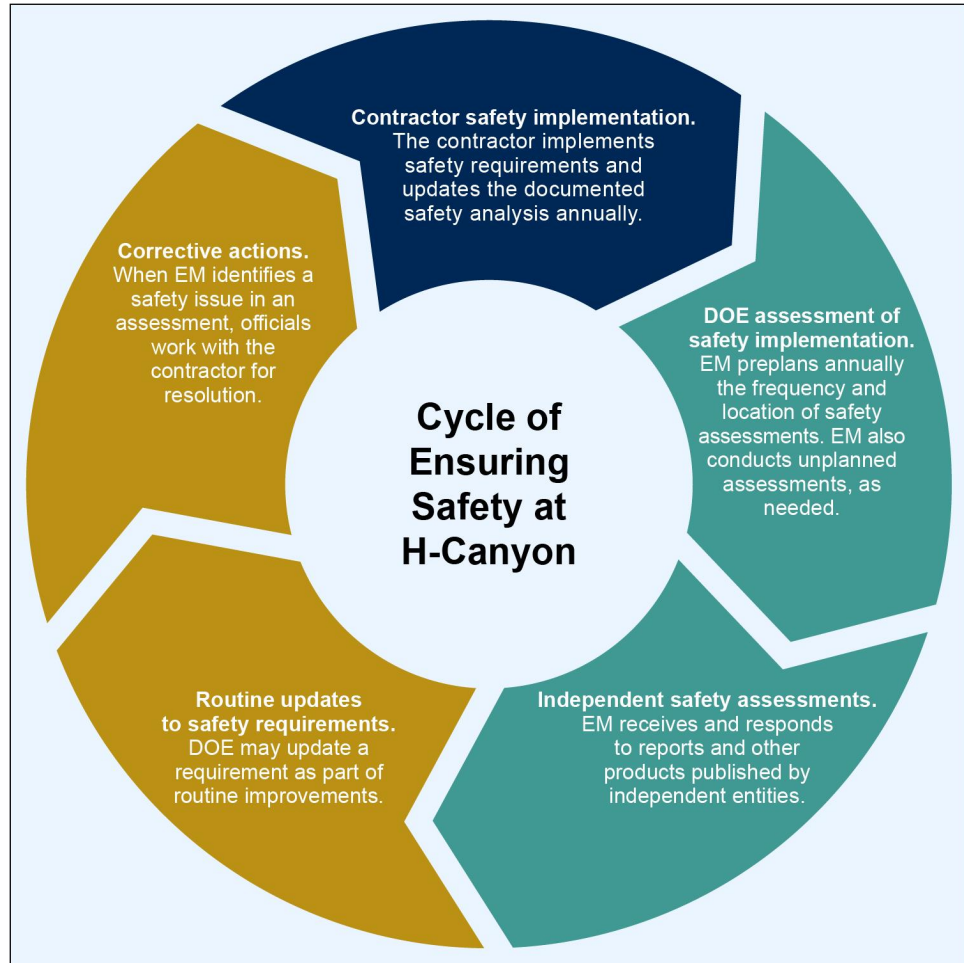 Contractor safety implementation.
The contractor implements
safety requirements and
updates the documented
safety analysis annually.
DOE assessment of
safety implementation.
EM preplans annually
the frequency and
location of safety
assessments. EM also
conducts unplanned
assessments, as
needed.
Independent safety assessments.
EM receives and responds
to reports and other
products published by
independent entities.
Routine updates
to safety requirements.
DOE may update a
requirement as part of
routine improvements.
Corrective actions.
When EM identifies a
safety issue in an
assessment, officials
work with the
contractor for
resolution.
Cycle of
Ensuring
Safety at
H-Canyon